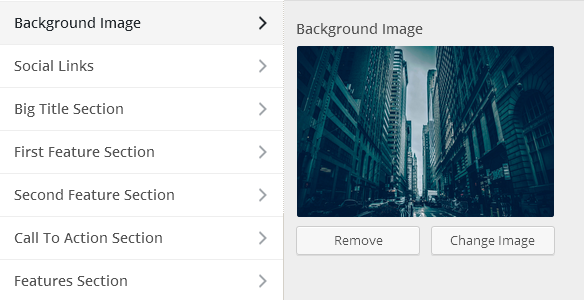 Background Image
Social Links
Big Title Section
First Feature Section
Second Feature Section
Call To Action Section
Features Section
Background Image
Remove
Change Image